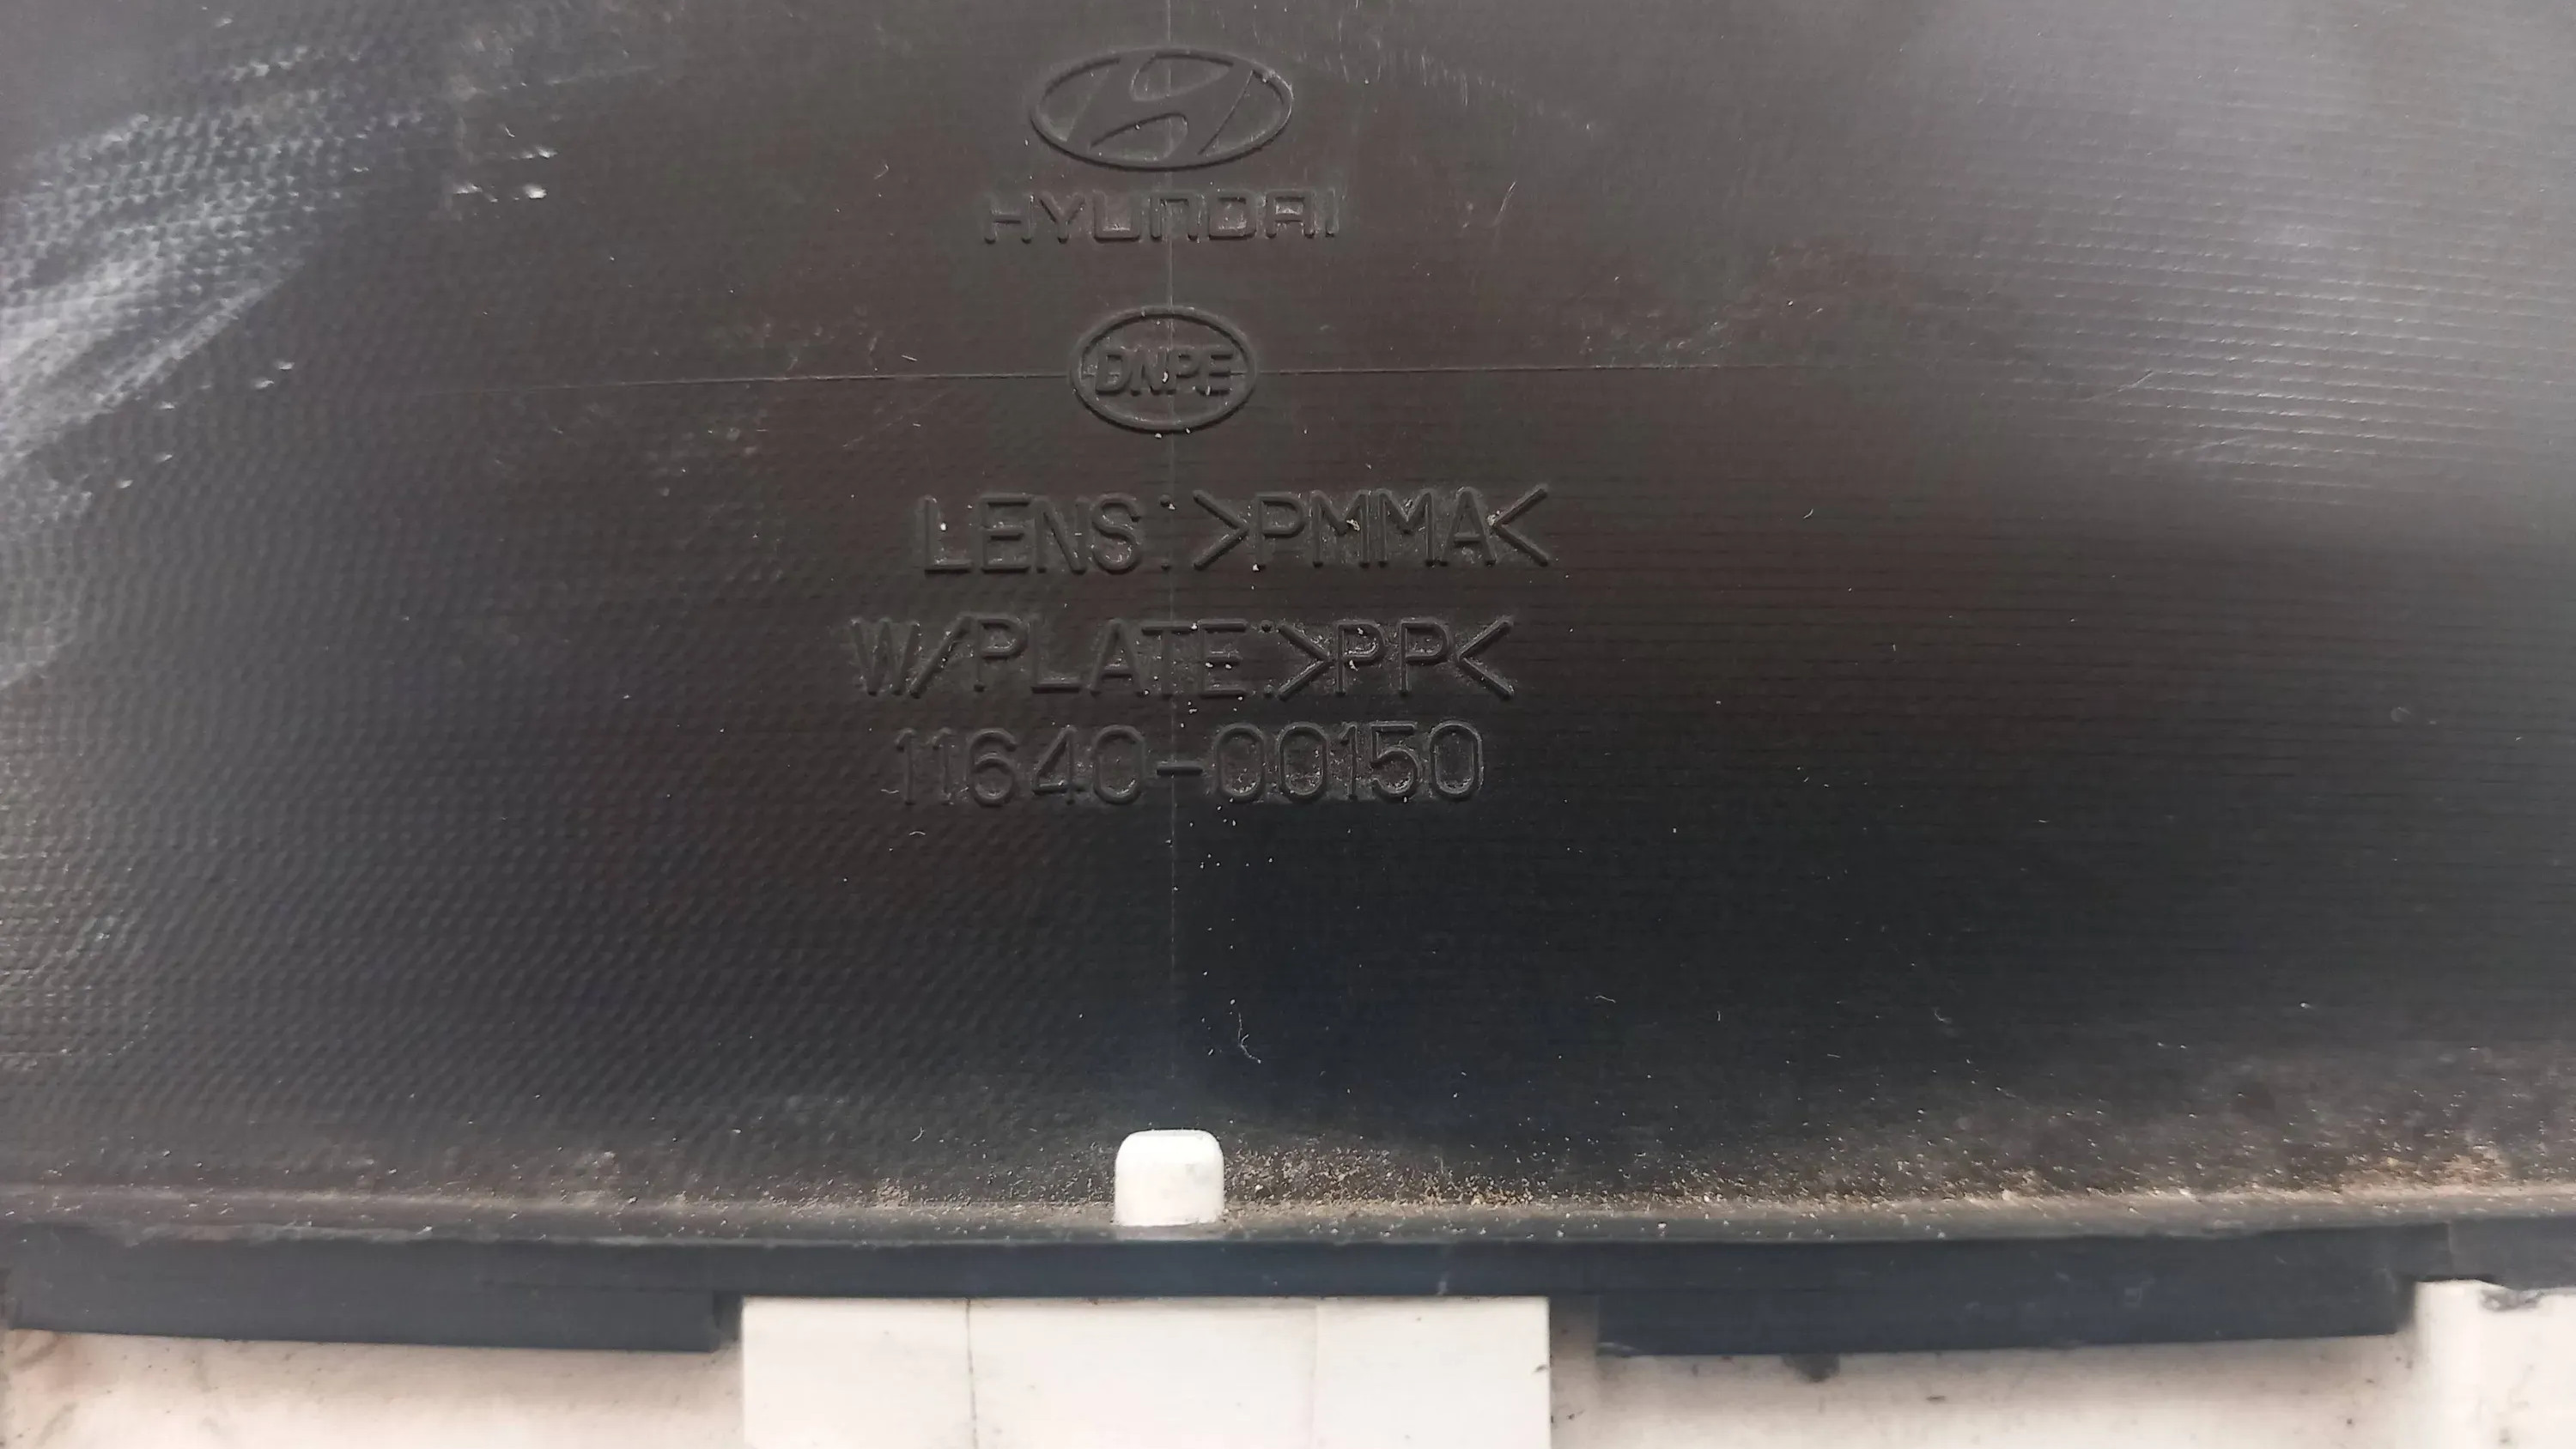 HYUNDAI
DNPE
LENS:>PMMA<
W/PLATE:>PP<
11640-00150